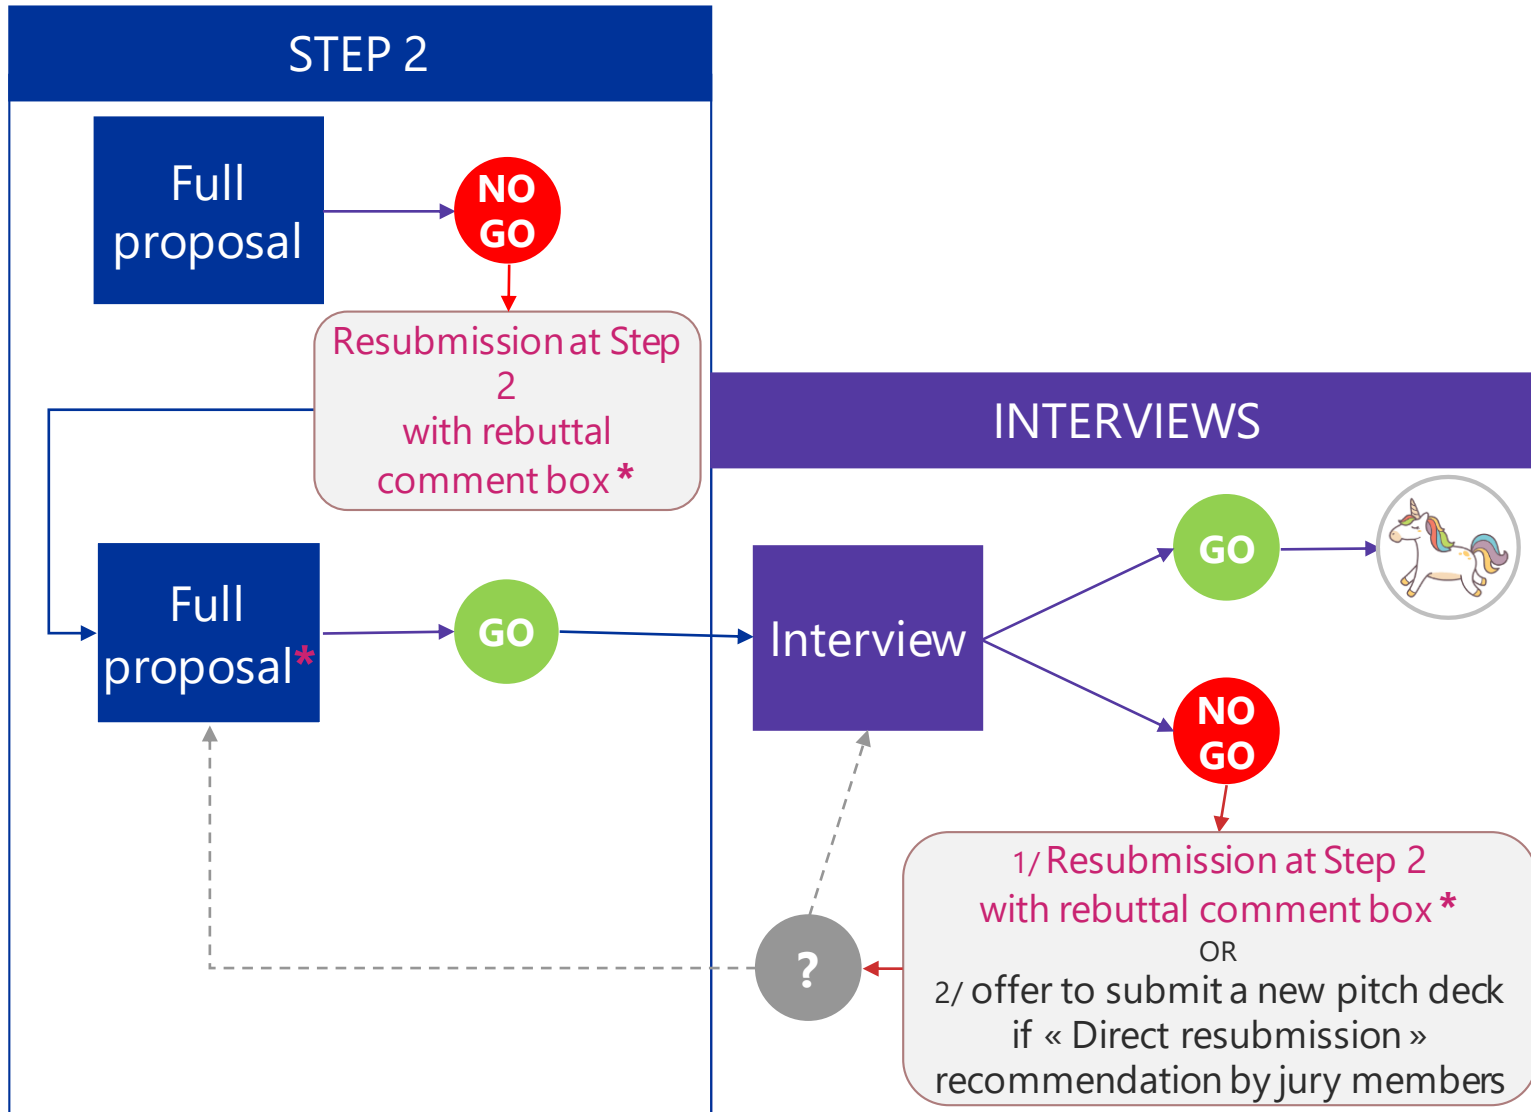 STEP 2
Full
proposal
NO
GO
Resubmission at Step
2
with rebuttal
comment box *
INTERVIEWS
Full
proposal*
GO
Interview
GO
NO
GO
1/ Resubmission at Step 2
with rebuttal comment box *
OR
2/ offer to submit a new pitch deck
if « Direct resubmission »
recommendation by jury members
?